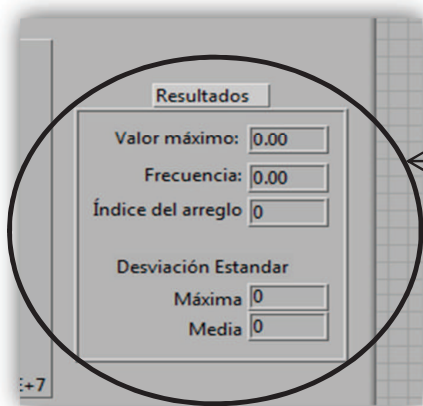 Resultados
Valor máximo: 0.00
Frecuencia: 0.00
Índice del arreglo 0
Desviación Estandar
Máxima 0
Media 0
E+7